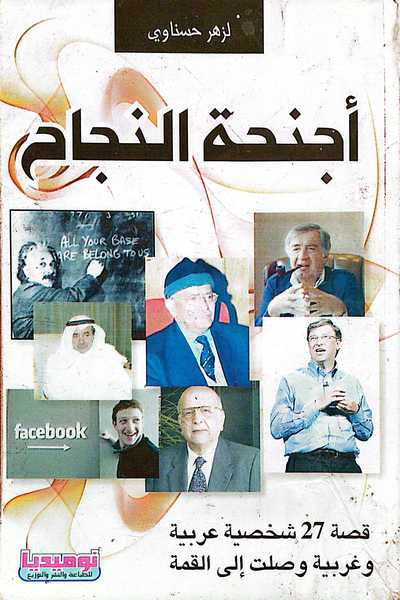 لزهر حسناوي
أجنحة النجاح
ALL YOUR BASE
ARE BELONG TO US
facebook
قصة 27 شخصية عربية
وغربية وصلت إلى القمة
نوميديا
للطباعة والنشر والتوزيع